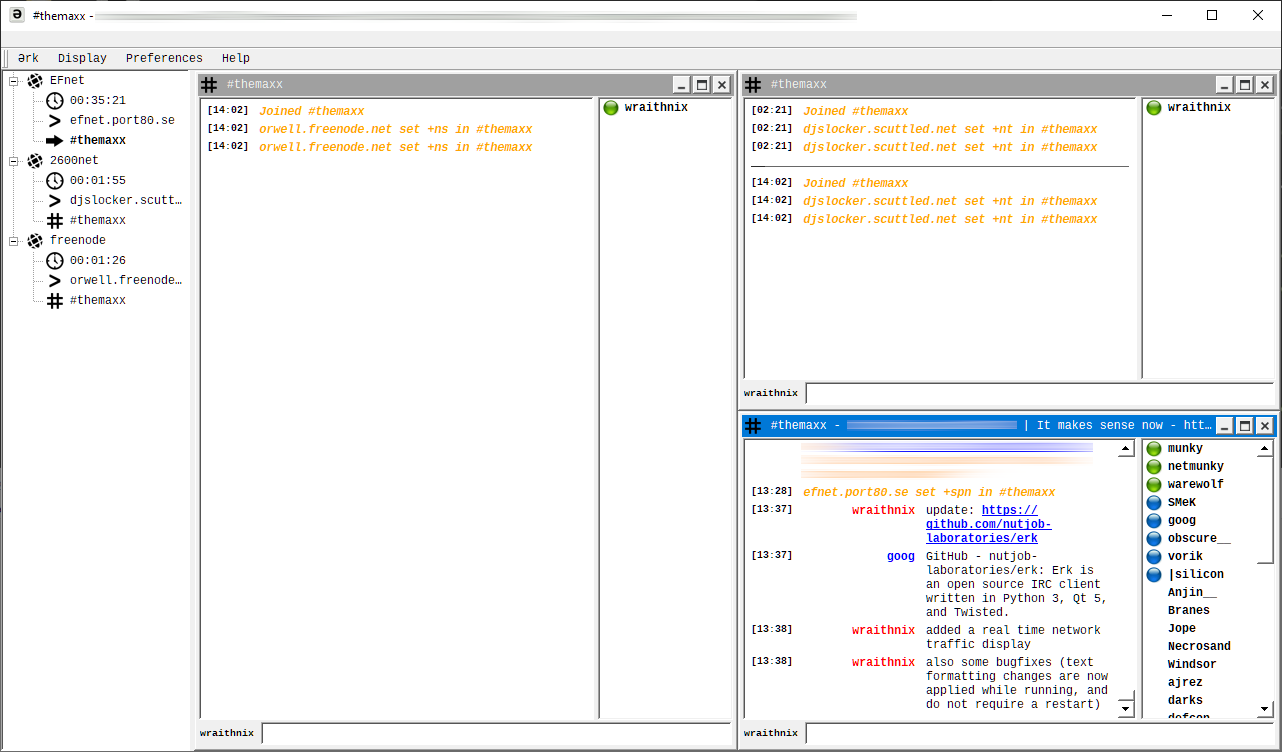 ə #themaxx -
Ərk Display Preferences Help
EFnet
00:35:21
efnet.port80.se
#themaxx
2600net
00:01:55
djslocker.scutt…
#themaxx
freenode
00:01:26
orwell.freenode…
#themaxx
#themaxx
[14:02] Joined #themaxx
[14:02] orwell.freenode.net set +ns in #themaxx
[14:02] orwell.freenode.net set +ns in #themaxx
wraithnix
wraithnix
#themaxx
[02:21] Joined #themaxx
[02:21] djslocker.scuttled.net set +nt in #themaxx
[02:21] djslocker.scuttled.net set +nt in #themaxx
[14:02] Joined #themaxx
[14:02] djslocker.scuttled.net set +nt in #themaxx
[14:02] djslocker.scuttled.net set +nt in #themaxx
wraithnix
wraithnix
#themaxx - | It makes sense now - htt…
[13:28] efnet.port80.se set +spn in #themaxx
[13:37] wraithnix update: https://
github.com/nutjob-
laboratories/erk
[13:37] goog GitHub - nutjob-
laboratories/erk: Erk is
an open source IRC client
written in Python 3, Qt 5,
and Twisted.
[13:38] wraithnix added a real time network
traffic display
[13:38] wraithnix also some bugfixes (text
formatting changes are now
applied while running, and
do not require a restart)
munky
netmunky
warewolf
SMeK
goog
obscure__
vorik
|silicon
Anjin__
Branes
Jope
Necrosand
Windsor
ajrez
darks
defcon
wraithnix